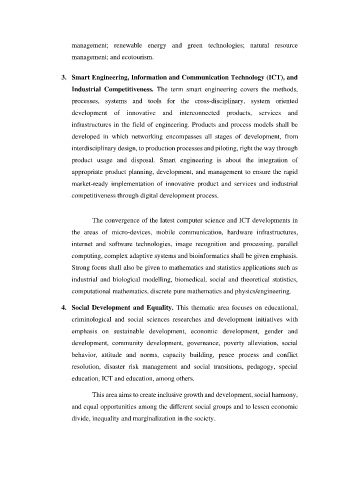 management; renewable energy and green technologies; natural resource
management; and ecotourism.
3. Smart Engineering, Information and Communication Technology (ICT), and
Industrial Competitiveness. The term smart engineering covers the methods,
processes, systems and tools for the cross-disciplinary, system oriented
development of innovative and interconnected products, services and
infrastructures in the field of engineering. Products and process models shall be
developed in which networking encompasses all stages of development, from
interdisciplinary design, to production processes and piloting, right the way through
product usage and disposal. Smart engineering is about the integration of
appropriate product planning, development, and management to ensure the rapid
market-ready implementation of innovative product and services and industrial
competitiveness through digital development process.
The convergence of the latest computer science and ICT developments in
the areas of micro-devices, mobile communication, hardware infrastructures,
internet and software technologies, image recognition and processing, parallel
computing, complex adaptive systems and bioinformatics shall be given emphasis.
Strong focus shall also be given to mathematics and statistics applications such as
industrial and biological modelling, biomedical, social and theoretical statistics,
computational mathematics, discrete pure mathematics and physics/engineering.
4. Social Development and Equality. This thematic area focuses on educational,
criminological and social sciences researches and development initiatives with
emphasis on sustainable development, economic development, gender and
development, community development, governance, poverty alleviation, social
behavior, attitude and norms, capacity building, peace process and conflict
resolution, disaster risk management and social transitions, pedagogy, special
education, ICT and education, among others.
This area aims to create inclusive growth and development, social harmony,
and equal opportunities among the different social groups and to lessen economic
divide, inequality and marginalization in the society.